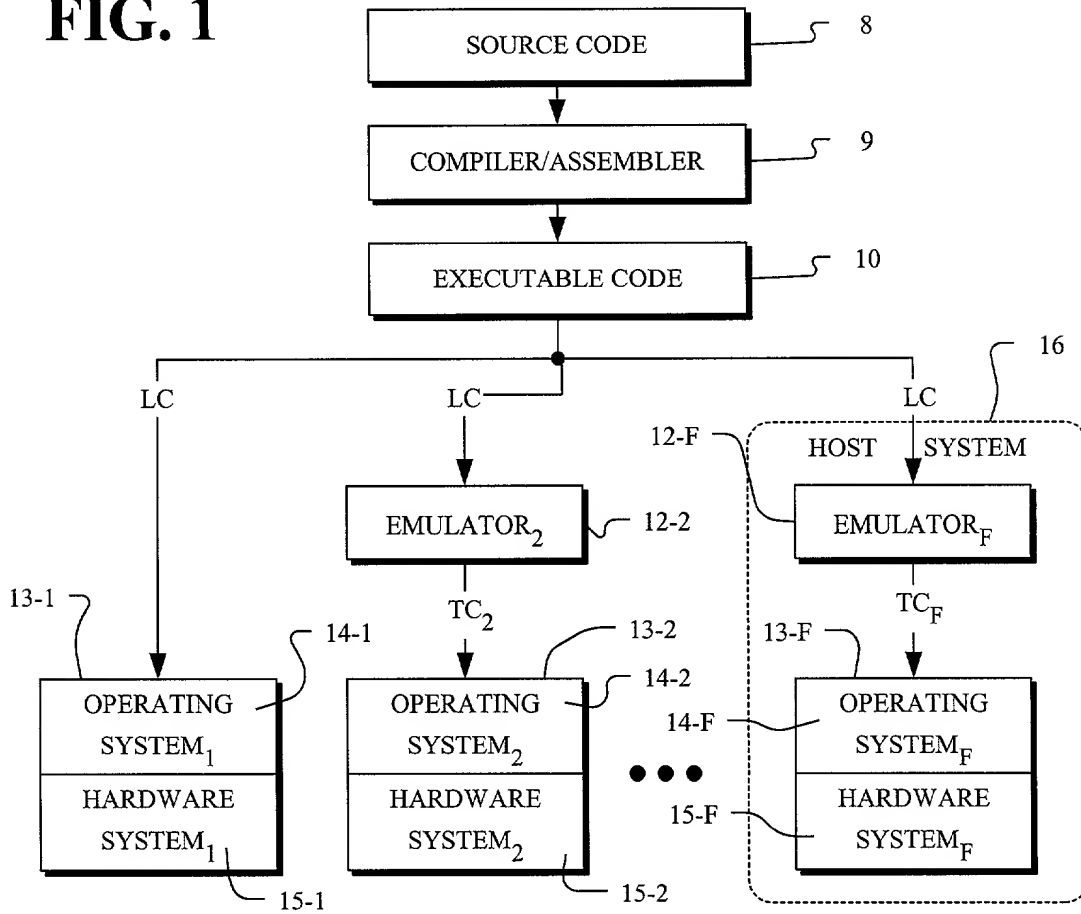 FIG. 1
SOURCE CODE
8
COMPILER/ASSEMBLER
9
EXECUTABLE CODE
10
16
LC
LC
LC
12-F
HOST SYSTEM
EMULATOR2
12-2
EMULATORF
13-1
TC2
TCF
14-1
13-2
13-F
OPERATING
SYSTEM1
OPERATING
SYSTEM2
14-2
14-F
OPERATING
SYSTEMF
HARDWARE
SYSTEM1
HARDWARE
SYSTEM2
15-F
HARDWARE
SYSTEMF
15-1
15-2